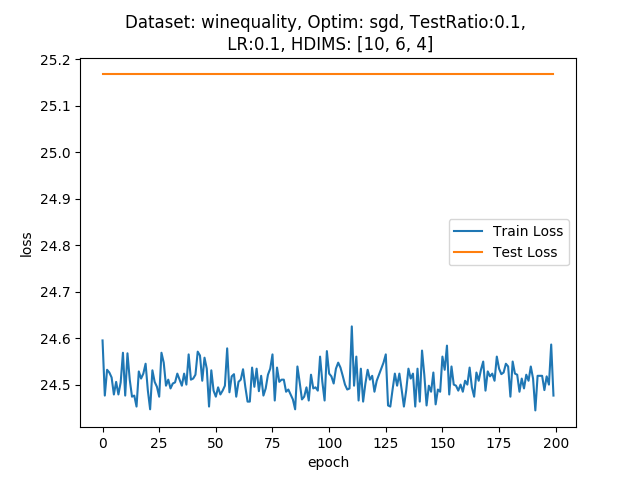 Dataset: winequality, Optim: sgd, TestRatio:0.1,
LR:0.1, HDIMS: [10, 6, 4]
25.2
25.1
25.0
24.9
24.8
24.7
24.6
24.5
loss
Train Loss
Test Loss
0 25 50 75 100 125 150 175 200
epoch